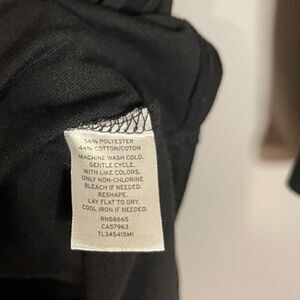 56% POLYESTER
44% COTTON/COTON
MACHINE WASH COLD.
GENTLE CYCLE.
WITH LIKE COLORS.
ONLY NON-CHLORINE
BLEACH IF NEEDED.
RESHAPE.
LAY FLAT TO DRY.
COOL IRON IF NEEDED.
RN58665
CA57963
TL34541SMI